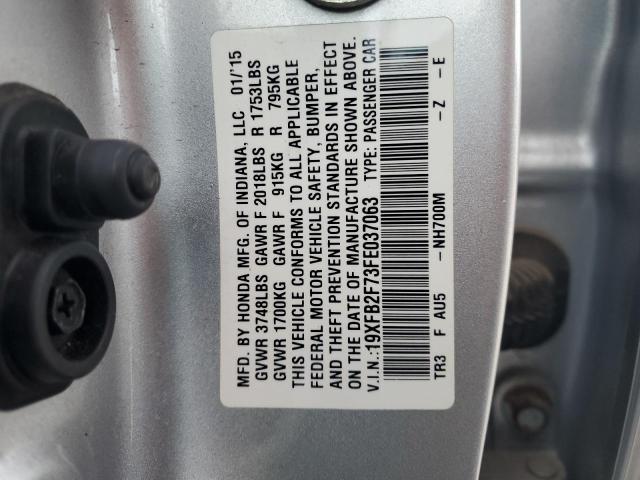 MFD. BY HONDA MFG. OF INDIANA, LLC 01/'15
GVWR 3748LBS GAWR F 2018LBS R 1753LBS
GVWR 1700KG GAWR F 915KG R 795KG
THIS VEHICLE CONFORMS TO ALL APPLICABLE
FEDERAL MOTOR VEHICLE SAFETY, BUMPER,
AND THEFT PREVENTION STANDARDS IN EFFECT
ON THE DATE OF MANUFACTURE SHOWN ABOVE.
V.I.N.:19XFB2F73FE037063 TYPE: PASSENGER CAR
TR3 F AU5 -NH700M -Z -E